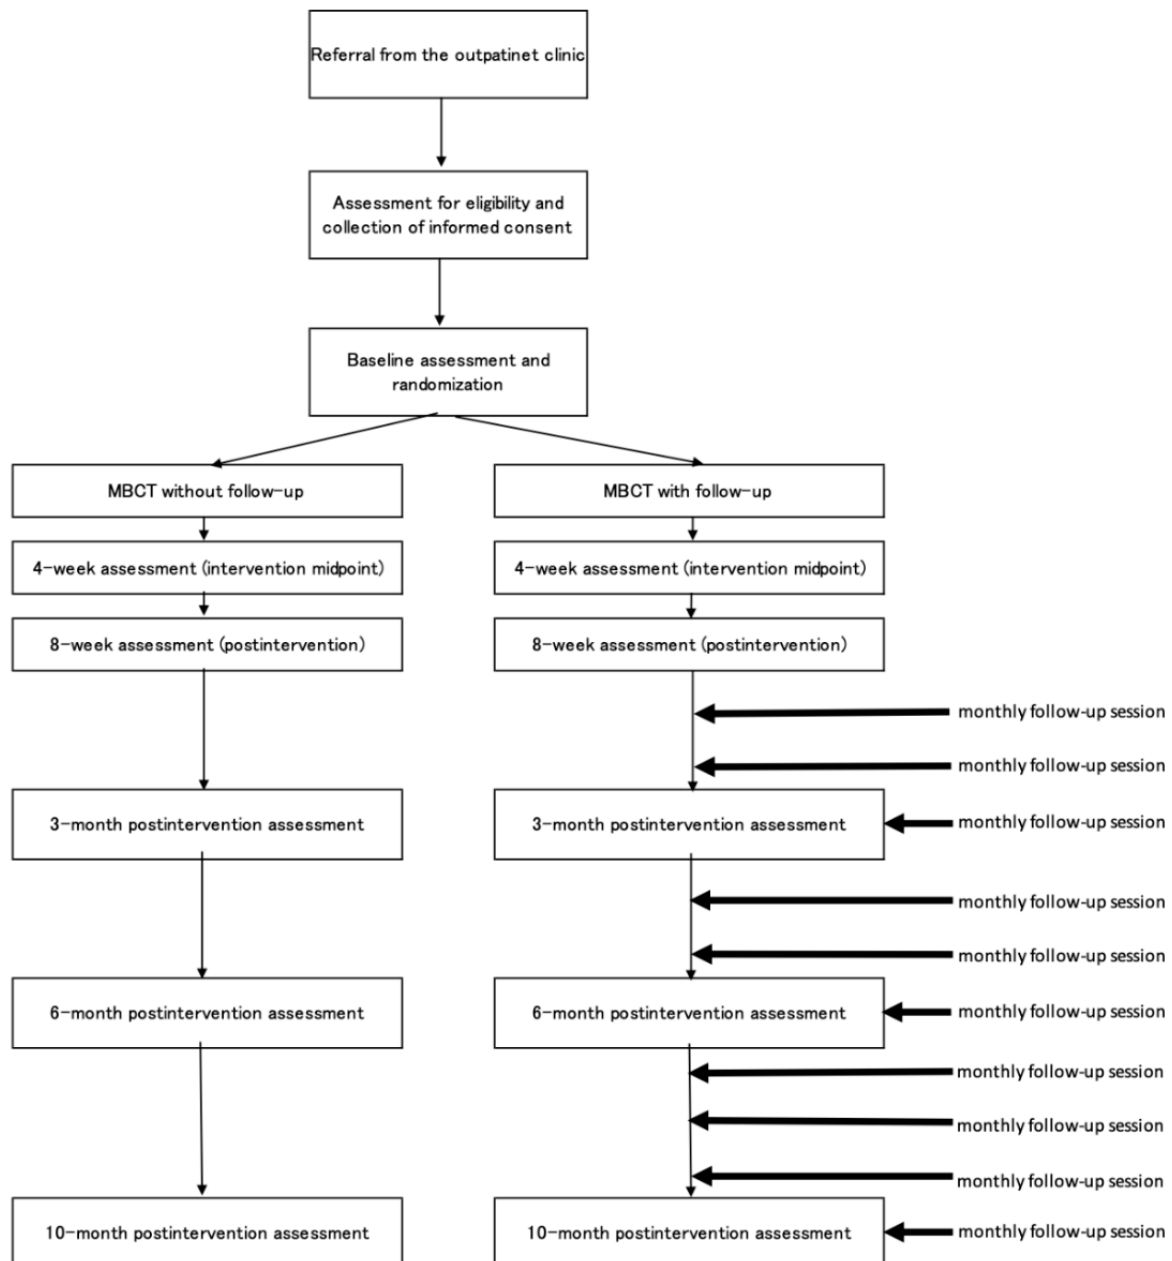 Referral from the outpatinet clinic
Assessment for eligibility and
collection of informed consent
Baseline assessment and
randomization
MBCT without follow-up
MBCT with follow-up
4-week assessment (intervention midpoint)
4-week assessment (intervention midpoint)
8-week assessment (postintervention)
8-week assessment (postintervention)
monthly follow-up session
monthly follow-up session
3-month postintervention assessment
3-month postintervention assessment
monthly follow-up session
monthly follow-up session
monthly follow-up session
6-month postintervention assessment
6-month postintervention assessment
monthly follow-up session
monthly follow-up session
monthly follow-up session
monthly follow-up session
10-month postintervention assessment
10-month postintervention assessment
monthly follow-up session